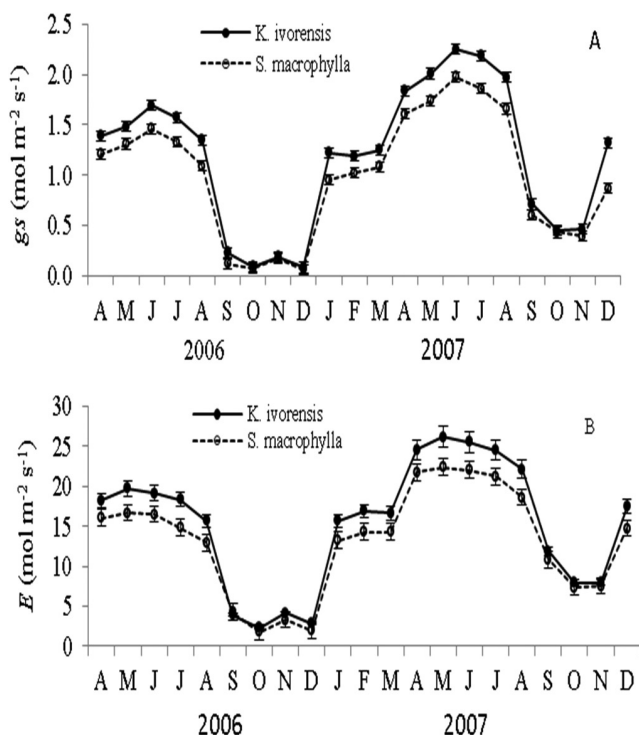 2.5
2.0
1.5
1.0
0.5
0.0
gs (mol m⁻² s⁻¹)
K. ivorensis
S. macrophylla
A
A M J J A S O N D J F M A M J J A S O N D
2006 2007
30
25
20
15
10
5
0
E (mol m⁻² s⁻¹)
K. ivorensis
S. macrophylla
B
A M J J A S O N D J F M A M J J A S O N D
2006 2007